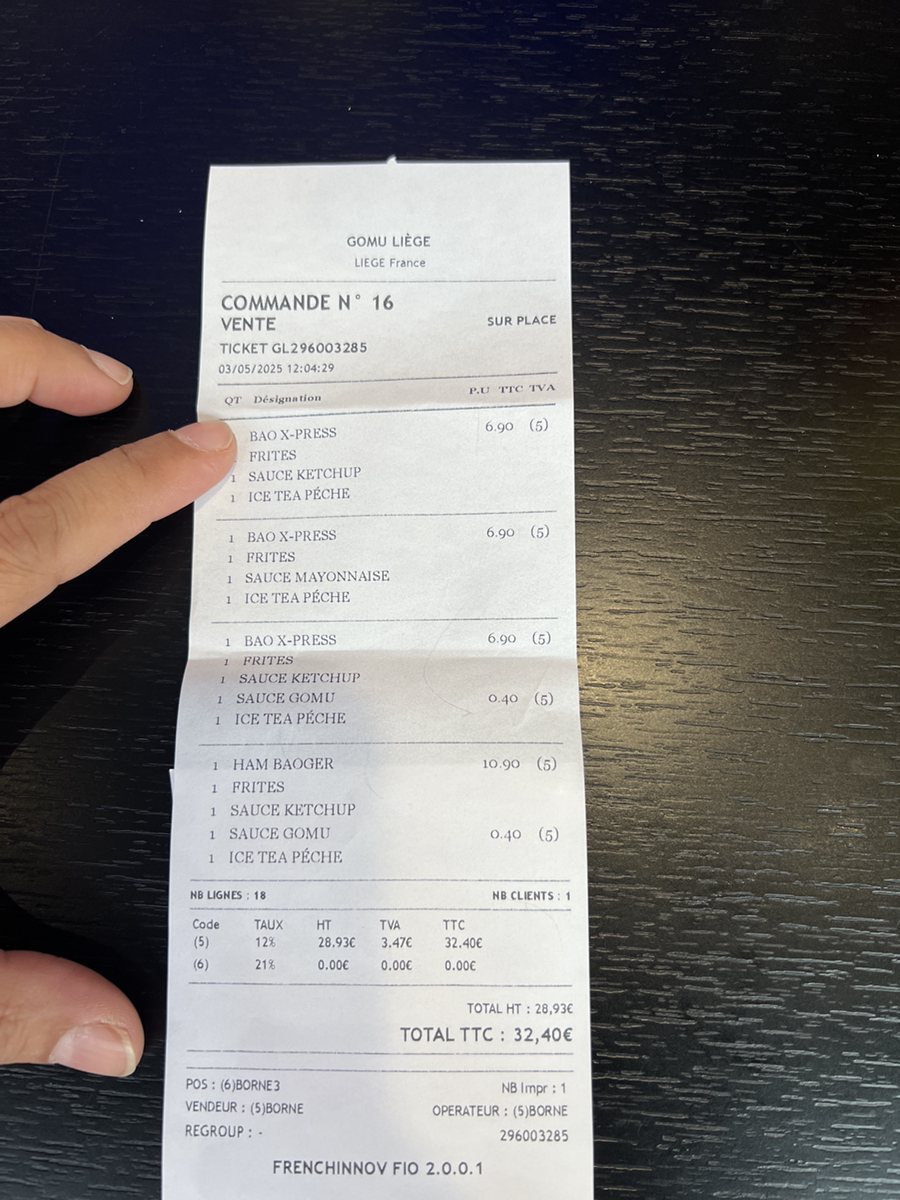 GOMU LIÈGE
LIEGE France
COMMANDE N° 16
VENTE SUR PLACE
TICKET GL296003285
03/05/2025 12:04:29
QT Désignation P.U TTC TVA
BAO X-PRESS 6.90 (5)
FRITES
1 SAUCE KETCHUP
1 ICE TEA PÉCHE
1 BAO X-PRESS 6.90 (5)
1 FRITES
1 SAUCE MAYONNAISE
1 ICE TEA PÉCHE
1 BAO X-PRESS 6.90 (5)
1 FRITES
1 SAUCE KETCHUP
1 SAUCE GOMU 0.40 (5)
1 ICE TEA PÉCHE
1 HAM BAOGER 10.90 (5)
1 FRITES
1 SAUCE KETCHUP
1 SAUCE GOMU 0.40 (5)
1 ICE TEA PÉCHE
NB LIGNES : 18 NB CLIENTS : 1
Code TAUX HT TVA TTC
(5) 12% 28.93€ 3.47€ 32.40€
(6) 21% 0.00€ 0.00€ 0.00€
TOTAL HT : 28,93€
TOTAL TTC : 32,40€
POS : (6)BORNE3 NB Impr : 1
VENDEUR : (5)BORNE OPERATEUR : (5)BORNE
REGROUP : - 296003285
FRENCHINNOV FIO 2.0.0.1